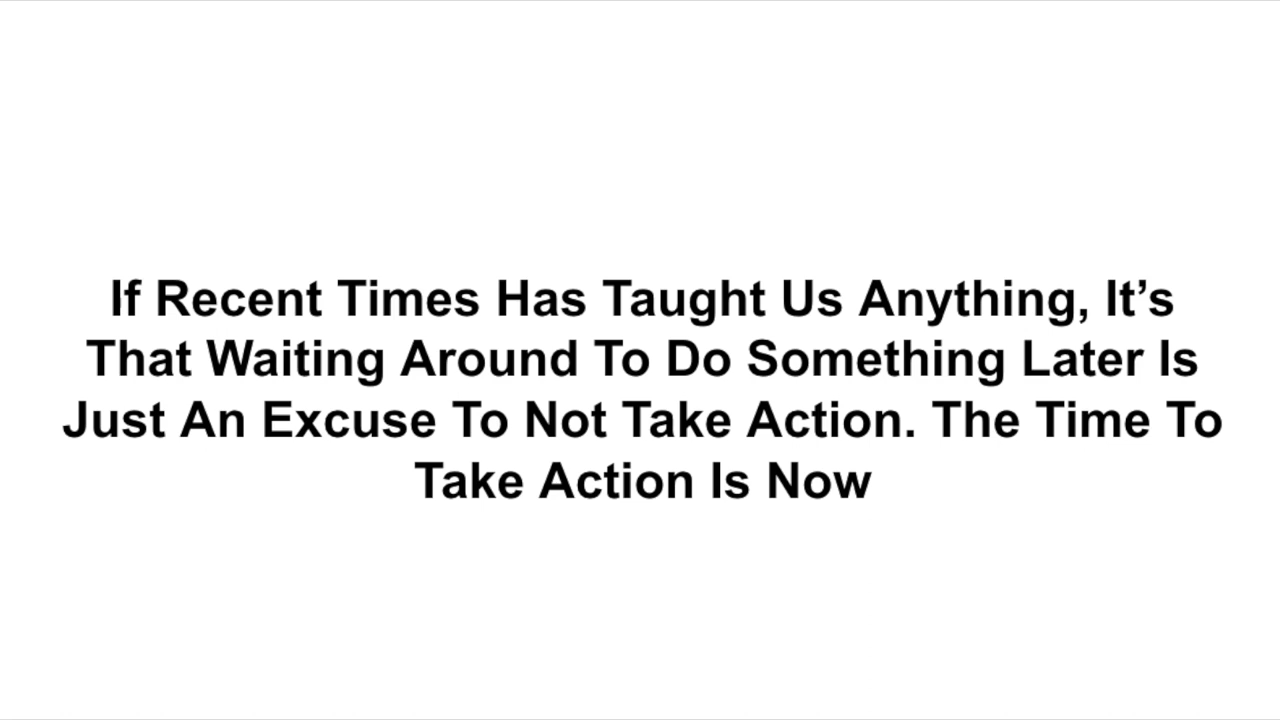 If Recent Times Has Taught Us Anything, It’s
That Waiting Around To Do Something Later Is
Just An Excuse To Not Take Action. The Time To
Take Action Is Now